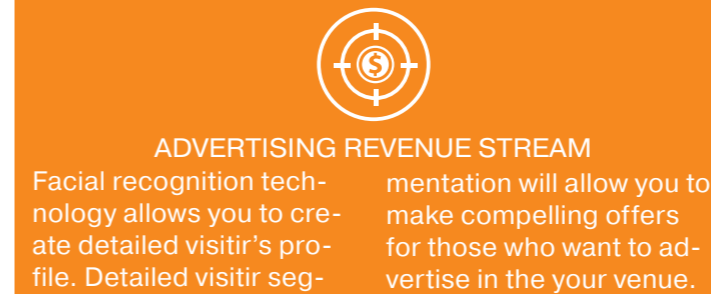 $
ADVERTISING REVENUE STREAM
Facial recognition tech-
nology allows you to cre-
ate detailed visitir's pro-
file. Detailed visitir seg-
mentation will allow you to
make compelling offers
for those who want to ad-
vertise in the your venue.